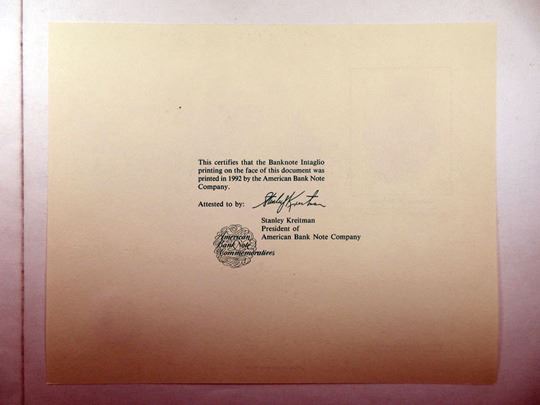 This certifies that the Banknote Intaglio
printing on the face of this document was
printed in 1992 by the American Bank Note
Company.
Attested to by: Stanley Kreitman
Stanley Kreitman
President of
American Bank Note Company
American
Bank Note
Commemoratives